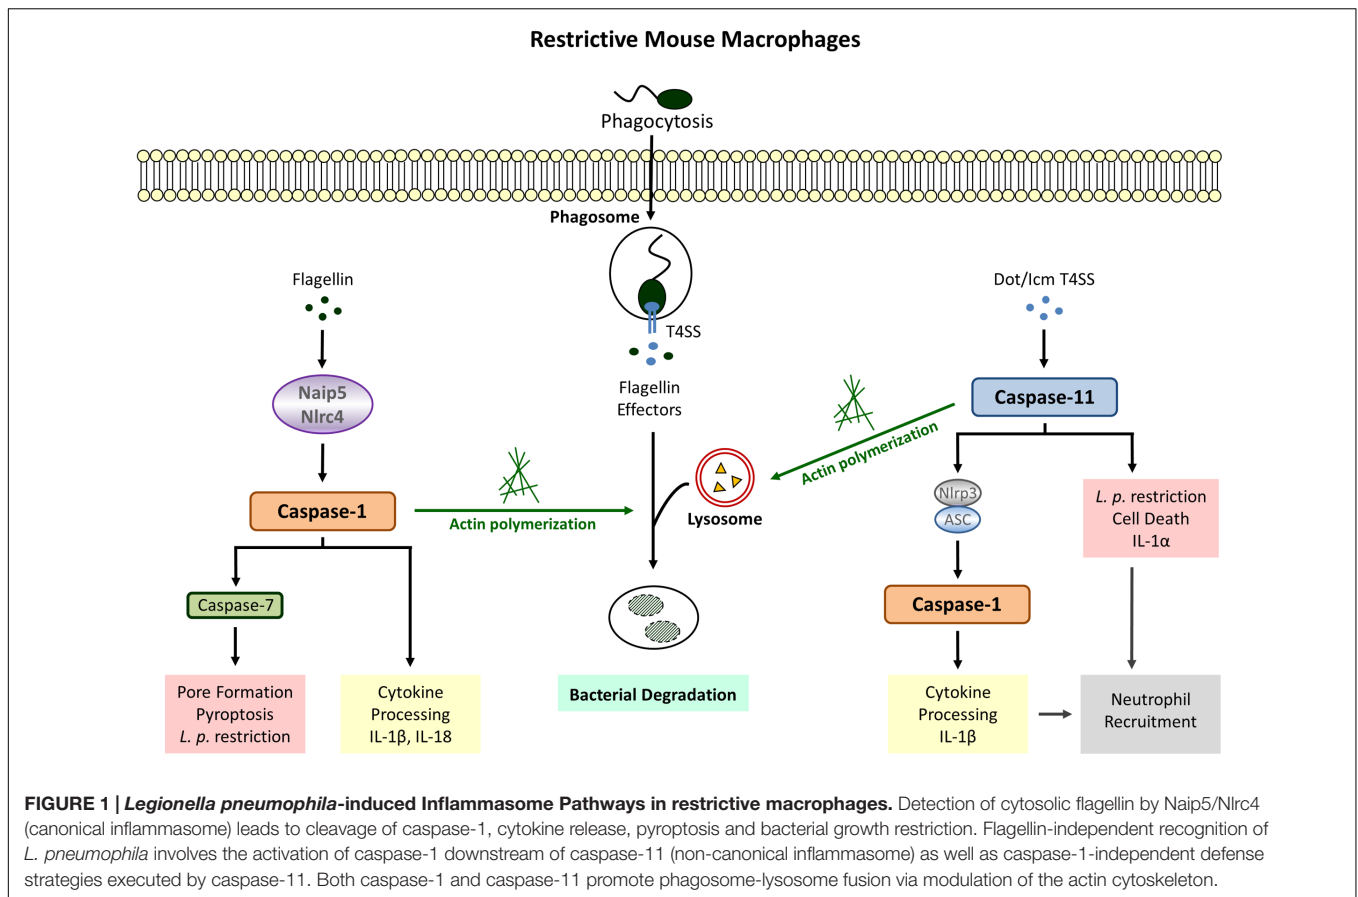 Restrictive Mouse Macrophages
Phagocytosis
Phagosome
Flagellin
Dot/Icm T4SS
T4SS
Naip5
Nlrc4
Flagellin
Effectors
Caspase-11
Actin polymerization
Nlrp3
ASC
L. p. restriction
Cell Death
IL-1α
Caspase-1
Actin polymerization
Lysosome
Caspase-7
Caspase-1
Pore Formation
Pyroptosis
L. p. restriction
Cytokine
Processing
IL-1β, IL-18
Bacterial Degradation
Cytokine
Processing
IL-1β
Neutrophil
Recruitment
FIGURE 1 | Legionella pneumophila-induced Inflammasome Pathways in restrictive macrophages. Detection of cytosolic flagellin by Naip5/Nlrc4
(canonical inflammasome) leads to cleavage of caspase-1, cytokine release, pyroptosis and bacterial growth restriction. Flagellin-independent recognition of
L. pneumophila involves the activation of caspase-1 downstream of caspase-11 (non-canonical inflammasome) as well as caspase-1-independent defense
strategies executed by caspase-11. Both caspase-1 and caspase-11 promote phagosome-lysosome fusion via modulation of the actin cytoskeleton.